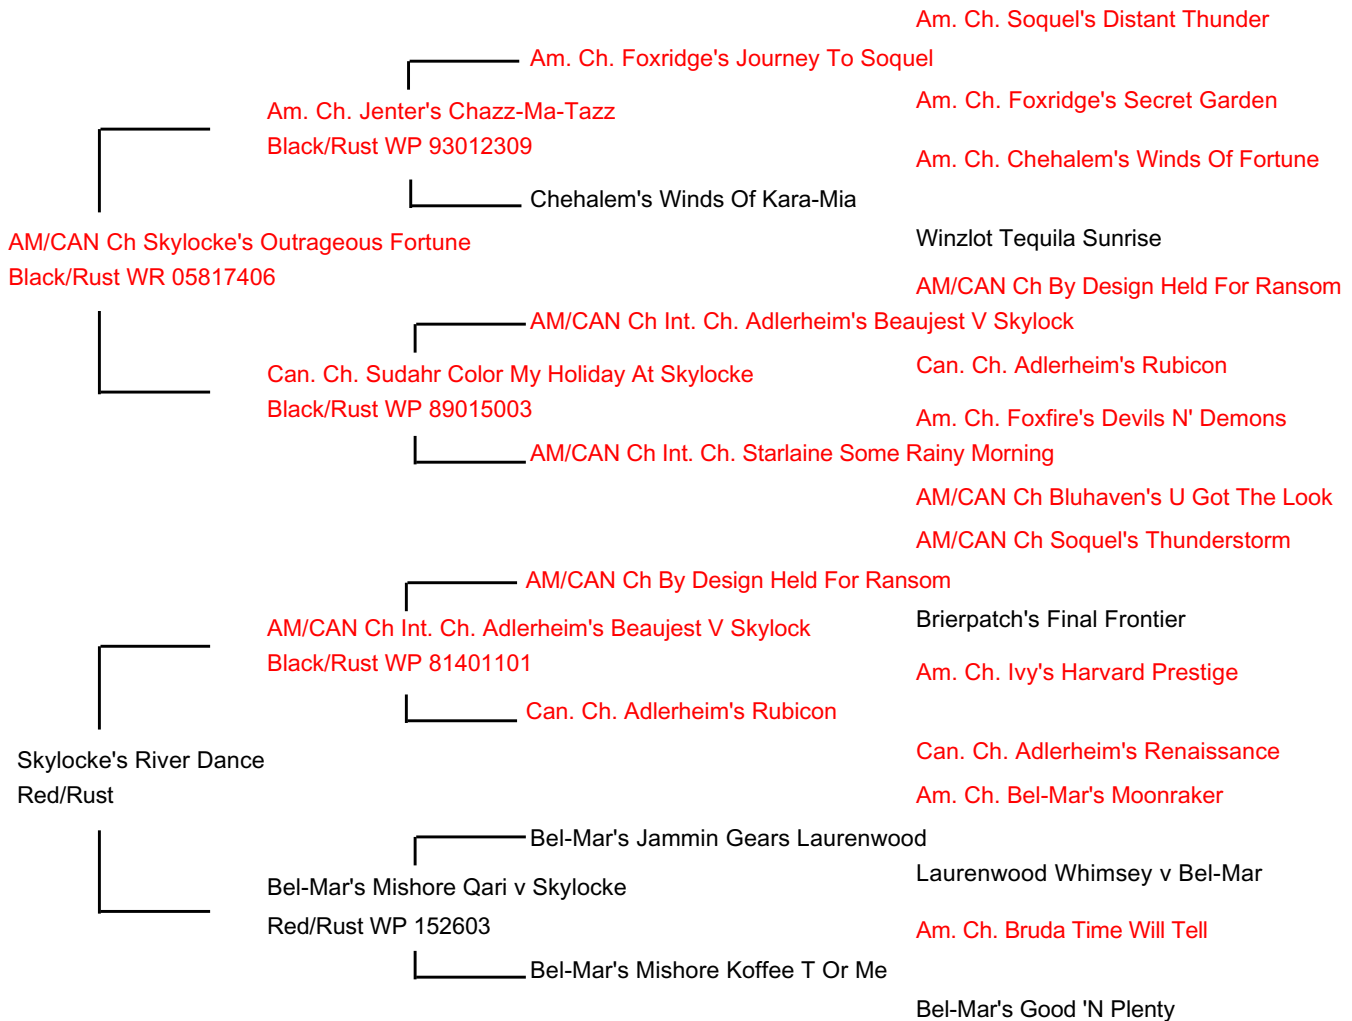 Am. Ch. Soquel's Distant Thunder
Am. Ch. Foxridge's Journey To Soquel
Am. Ch. Foxridge's Secret Garden
Am. Ch. Jenter's Chazz-Ma-Tazz
Black/Rust WP 93012309
Am. Ch. Chehalem's Winds Of Fortune
Chehalem's Winds Of Kara-Mia
Winzlot Tequila Sunrise
AM/CAN Ch Skylocke's Outrageous Fortune
Black/Rust WR 05817406
AM/CAN Ch By Design Held For Ransom
AM/CAN Ch Int. Ch. Adlerheim's Beaujest V Skylock
Can. Ch. Adlerheim's Rubicon
Can. Ch. Sudahr Color My Holiday At Skylocke
Black/Rust WP 89015003
Am. Ch. Foxfire's Devils N' Demons
AM/CAN Ch Int. Ch. Starlaine Some Rainy Morning
AM/CAN Ch Bluhaven's U Got The Look
AM/CAN Ch Soquel's Thunderstorm
AM/CAN Ch By Design Held For Ransom
Brierpatch's Final Frontier
AM/CAN Ch Int. Ch. Adlerheim's Beaujest V Skylock
Black/Rust WP 81401101
Am. Ch. Ivy's Harvard Prestige
Can. Ch. Adlerheim's Rubicon
Can. Ch. Adlerheim's Renaissance
Skylocke's River Dance
Red/Rust
Am. Ch. Bel-Mar's Moonraker
Bel-Mar's Jammin Gears Laurenwood
Laurenwood Whimsey v Bel-Mar
Bel-Mar's Mishore Qari v Skylocke
Red/Rust WP 152603
Am. Ch. Bruda Time Will Tell
Bel-Mar's Mishore Koffee T Or Me
Bel-Mar's Good 'N Plenty